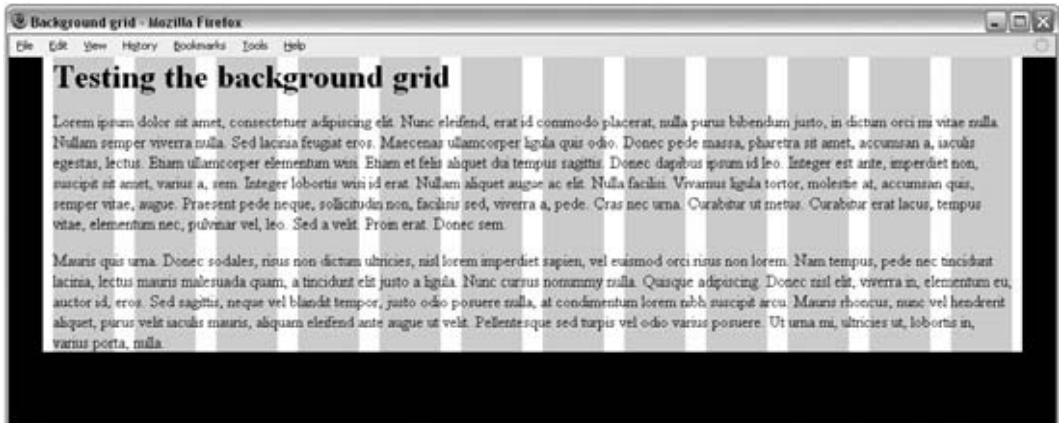 Background grid - Mozilla Firefox
File Edit View History Bookmarks Tools Help
Testing the background grid
Lorem ipsum dolor sit amet, consectetuer adipiscing elit. Nunc eleifend, erat id commodo placerat, nulla purus bibendum justo, in dictum orci mi vitae nulla.
Nullam semper viverra nulla. Sed lacinia feugiat eros. Maecenas ullamcorper ligula quis odio. Donec pede massa, pharetra sit amet, accumsan a, iaculis
egestas, lectus. Etiam ullamcorper elementum wisi. Etiam et felis aliquet dui tempus sagittis. Donec dapibus ipsum id leo. Integer est ante, imperdiet non,
suscipit sit amet, varius a, sem. Integer lobortis wisi id erat. Nullam aliquet augue ac elit. Nulla facilisi. Vivamus ligula tortor, molestie at, accumsan quis,
semper vitae, augue. Praesent pede neque, sollicitudin non, facilisis sed, viverra a, pede. Cras nec urna. Curabitur ut metus. Curabitur erat lacus, tempus
vitae, elementum nec, pulvinar vel, leo. Sed a velit. Proin erat. Donec sem.
Mauris quis urna. Donec sodales, risus non dictum ultricies, nisl lorem imperdiet sapien, vel euismod orci risus non lorem. Nam tempus, pede nec tincidunt
lacinia, lectus mauris malesuada quam, a tincidunt elit justo a ligula. Nunc cursus nonummy nulla. Quisque adipiscing. Donec nisl elit, viverra in, elementum eu,
auctor id, eros. Sed sagittis, neque vel blandit tempor, justo odio posuere nulla, at condimentum lorem nibh suscipit arcu. Mauris rhoncus, nunc vel hendrerit
aliquet, purus velit iaculis mauris, aliquam eleifend ante augue ut velit. Pellentesque sed turpis vel odio varius posuere. Ut urna mi, ultricies ut, lobortis in,
varius porta, nulla.